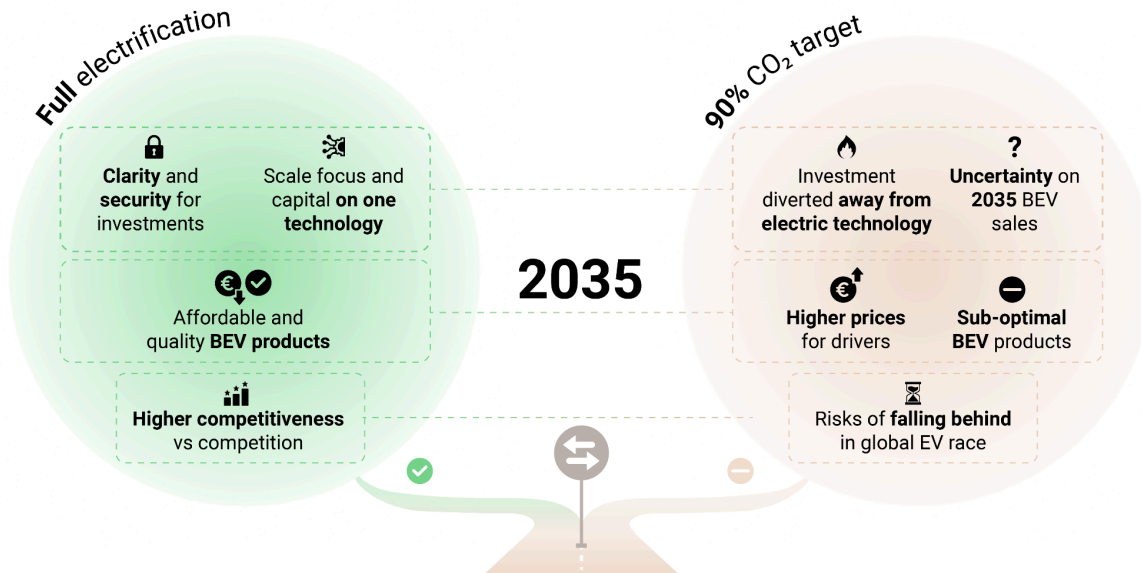 Full electrification
Clarity and
security for
investments
Scale focus and
capital on one
technology
Affordable and
quality BEV products
Higher competitiveness
vs competition
2035
90% CO₂ target
Investment
diverted away from
electric technology
?
Uncertainty on
2035 BEV
sales
€
Higher prices
for drivers
Sub-optimal
BEV products
Risks of falling behind
in global EV race